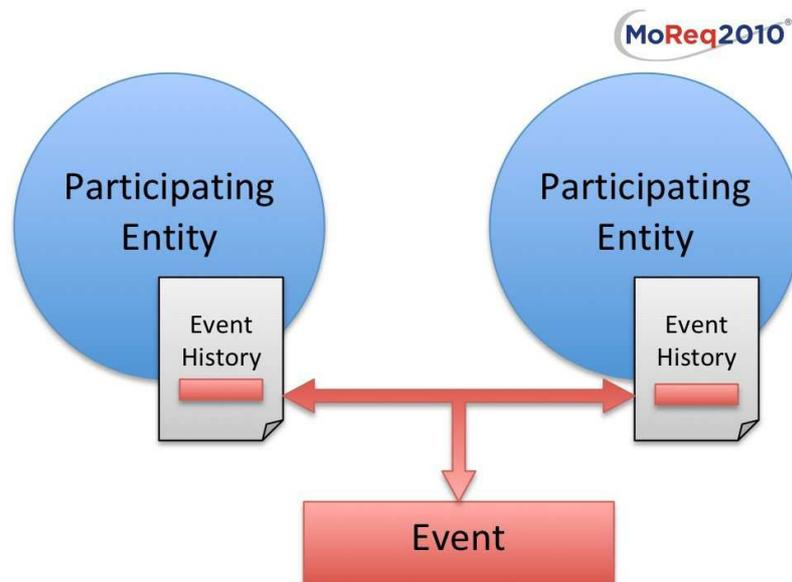 MoReq2010®
Participating
Entity
Participating
Entity
Event
History
Event
History
Event